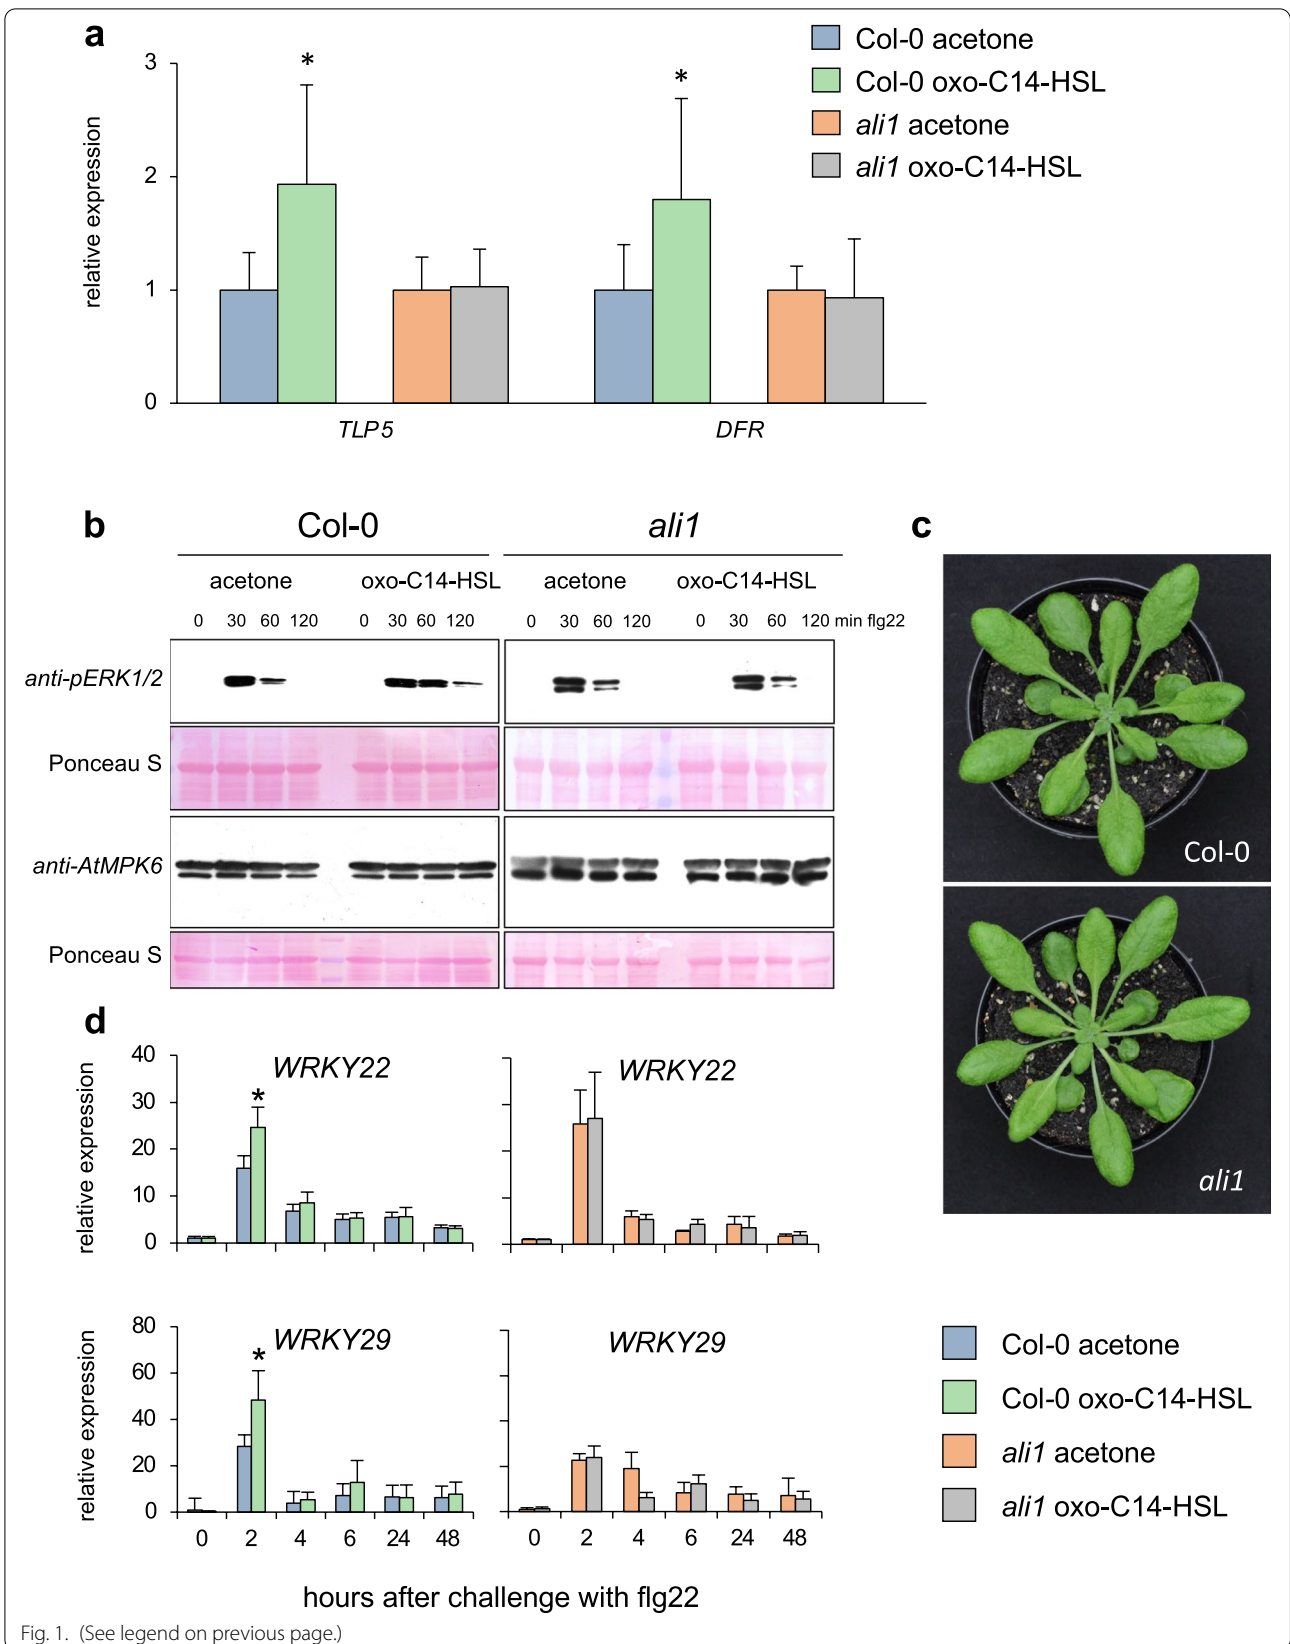 a
Col-0 acetone
Col-0 oxo-C14-HSL
ali1 acetone
ali1 oxo-C14-HSL
relative expression
3
2
1
0
*
*
TLP5
DFR
b
Col-0
ali1
acetone
oxo-C14-HSL
acetone
oxo-C14-HSL
0 30 60 120 0 30 60 120 0 30 60 120 0 30 60 120 min flg22
anti-pERK1/2
Ponceau S
anti-AtMPK6
Ponceau S
c
Col-0
ali1
d
relative expression
40
30
20
10
0
WRKY22
*
WRKY22
relative expression
80
60
40
20
0
WRKY29
*
WRKY29
0 2 4 6 24 48
0 2 4 6 24 48
hours after challenge with flg22
Col-0 acetone
Col-0 oxo-C14-HSL
ali1 acetone
ali1 oxo-C14-HSL
Fig. 1. (See legend on previous page.)